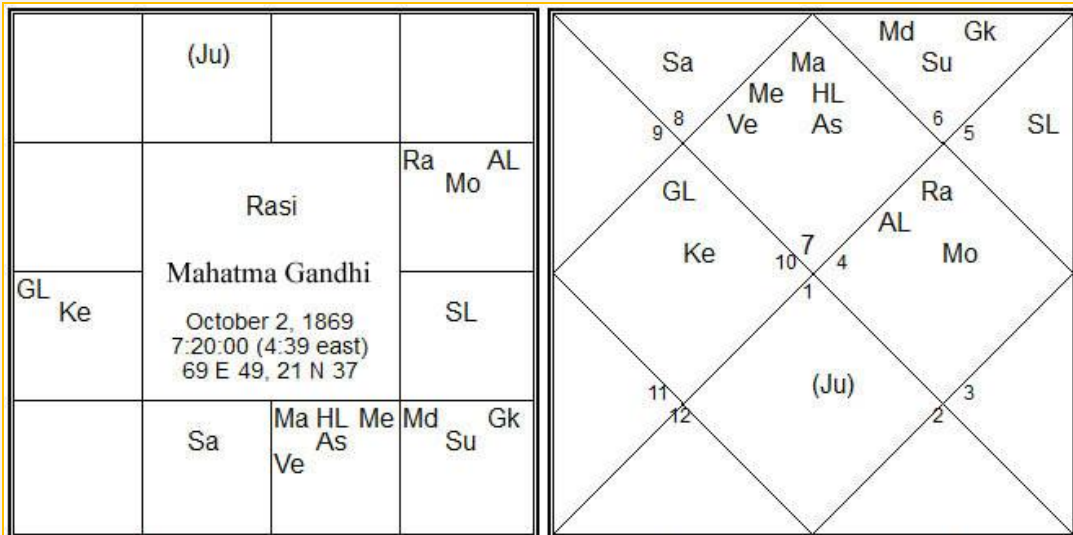 (Ju)
Ra AL
Mo
Rasi
Mahatma Gandhi
October 2, 1869
7:20:00 (4:39 east)
69 E 49, 21 N 37
GL
Ke
SL
Sa
Ma HL Me
As
Ve
Md Gk
Su
Sa
Ma
Me HL
Ve As
Md Gk
Su
9 8
6 5
SL
GL
Ke
Ra
AL
Mo
10 7 4
1
(Ju)
11
12
3
2